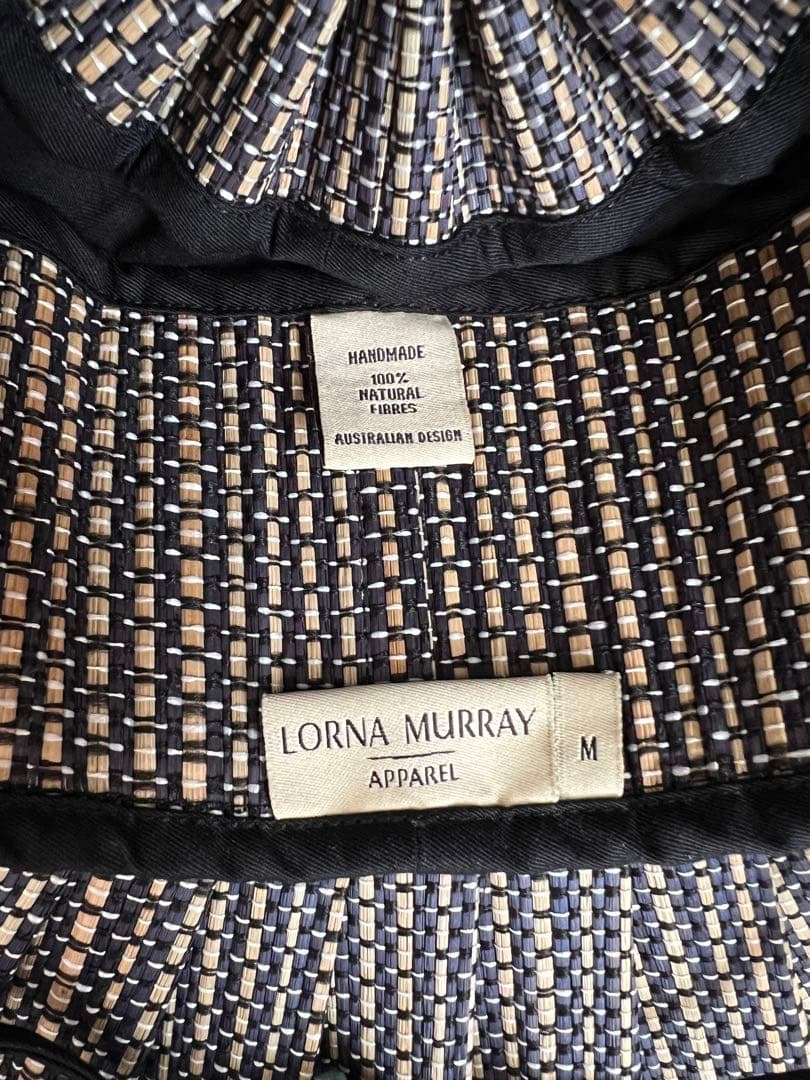 HANDMADE
100%
NATURAL
FIBRES
AUSTRALIAN DESIGN
LORNA MURRAY
APPAREL
M